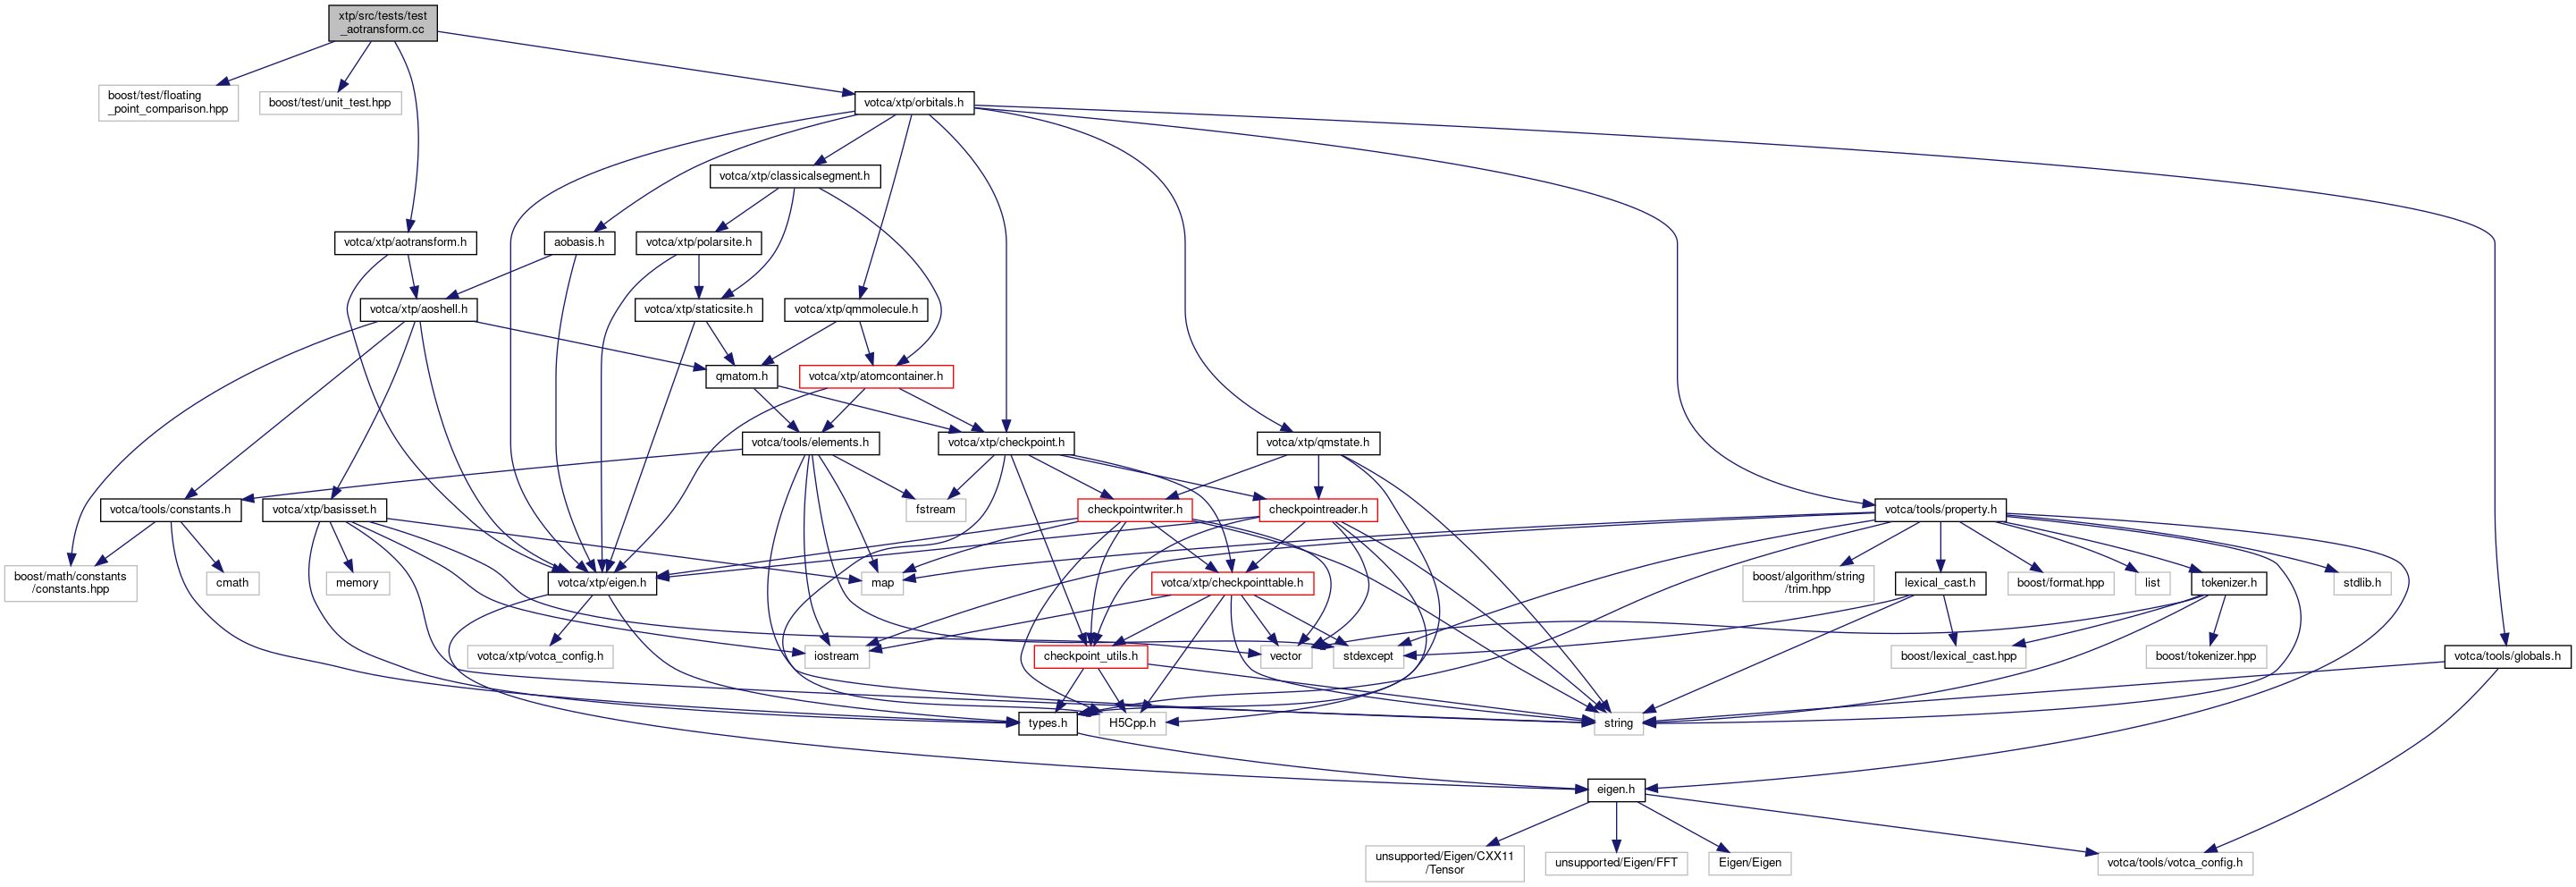 xtp/src/tests/test
_aotransform.cc
boost/test/floating
_point_comparison.hpp
boost/test/unit_test.hpp
votca/xtp/orbitals.h
votca/xtp/classicalsegment.h
votca/xtp/aotransform.h
aobasis.h
votca/xtp/polarsite.h
votca/xtp/aoshell.h
votca/xtp/staticsite.h
votca/xtp/qmmolecule.h
qmatom.h
votca/xtp/atomcontainer.h
votca/tools/elements.h
votca/xtp/checkpoint.h
votca/xtp/qmstate.h
votca/tools/constants.h
votca/xtp/basisset.h
fstream
checkpointwriter.h
checkpointreader.h
votca/tools/property.h
boost/math/constants
/constants.hpp
cmath
memory
votca/xtp/eigen.h
map
votca/xtp/checkpointtable.h
boost/algorithm/string
/trim.hpp
lexical_cast.h
boost/format.hpp
list
tokenizer.h
stdlib.h
votca/xtp/votca_config.h
iostream
checkpoint_utils.h
vector
stdexcept
boost/lexical_cast.hpp
boost/tokenizer.hpp
votca/tools/globals.h
types.h
H5Cpp.h
string
eigen.h
unsupported/Eigen/CXX11
/Tensor
unsupported/Eigen/FFT
Eigen/Eigen
votca/tools/votca_config.h